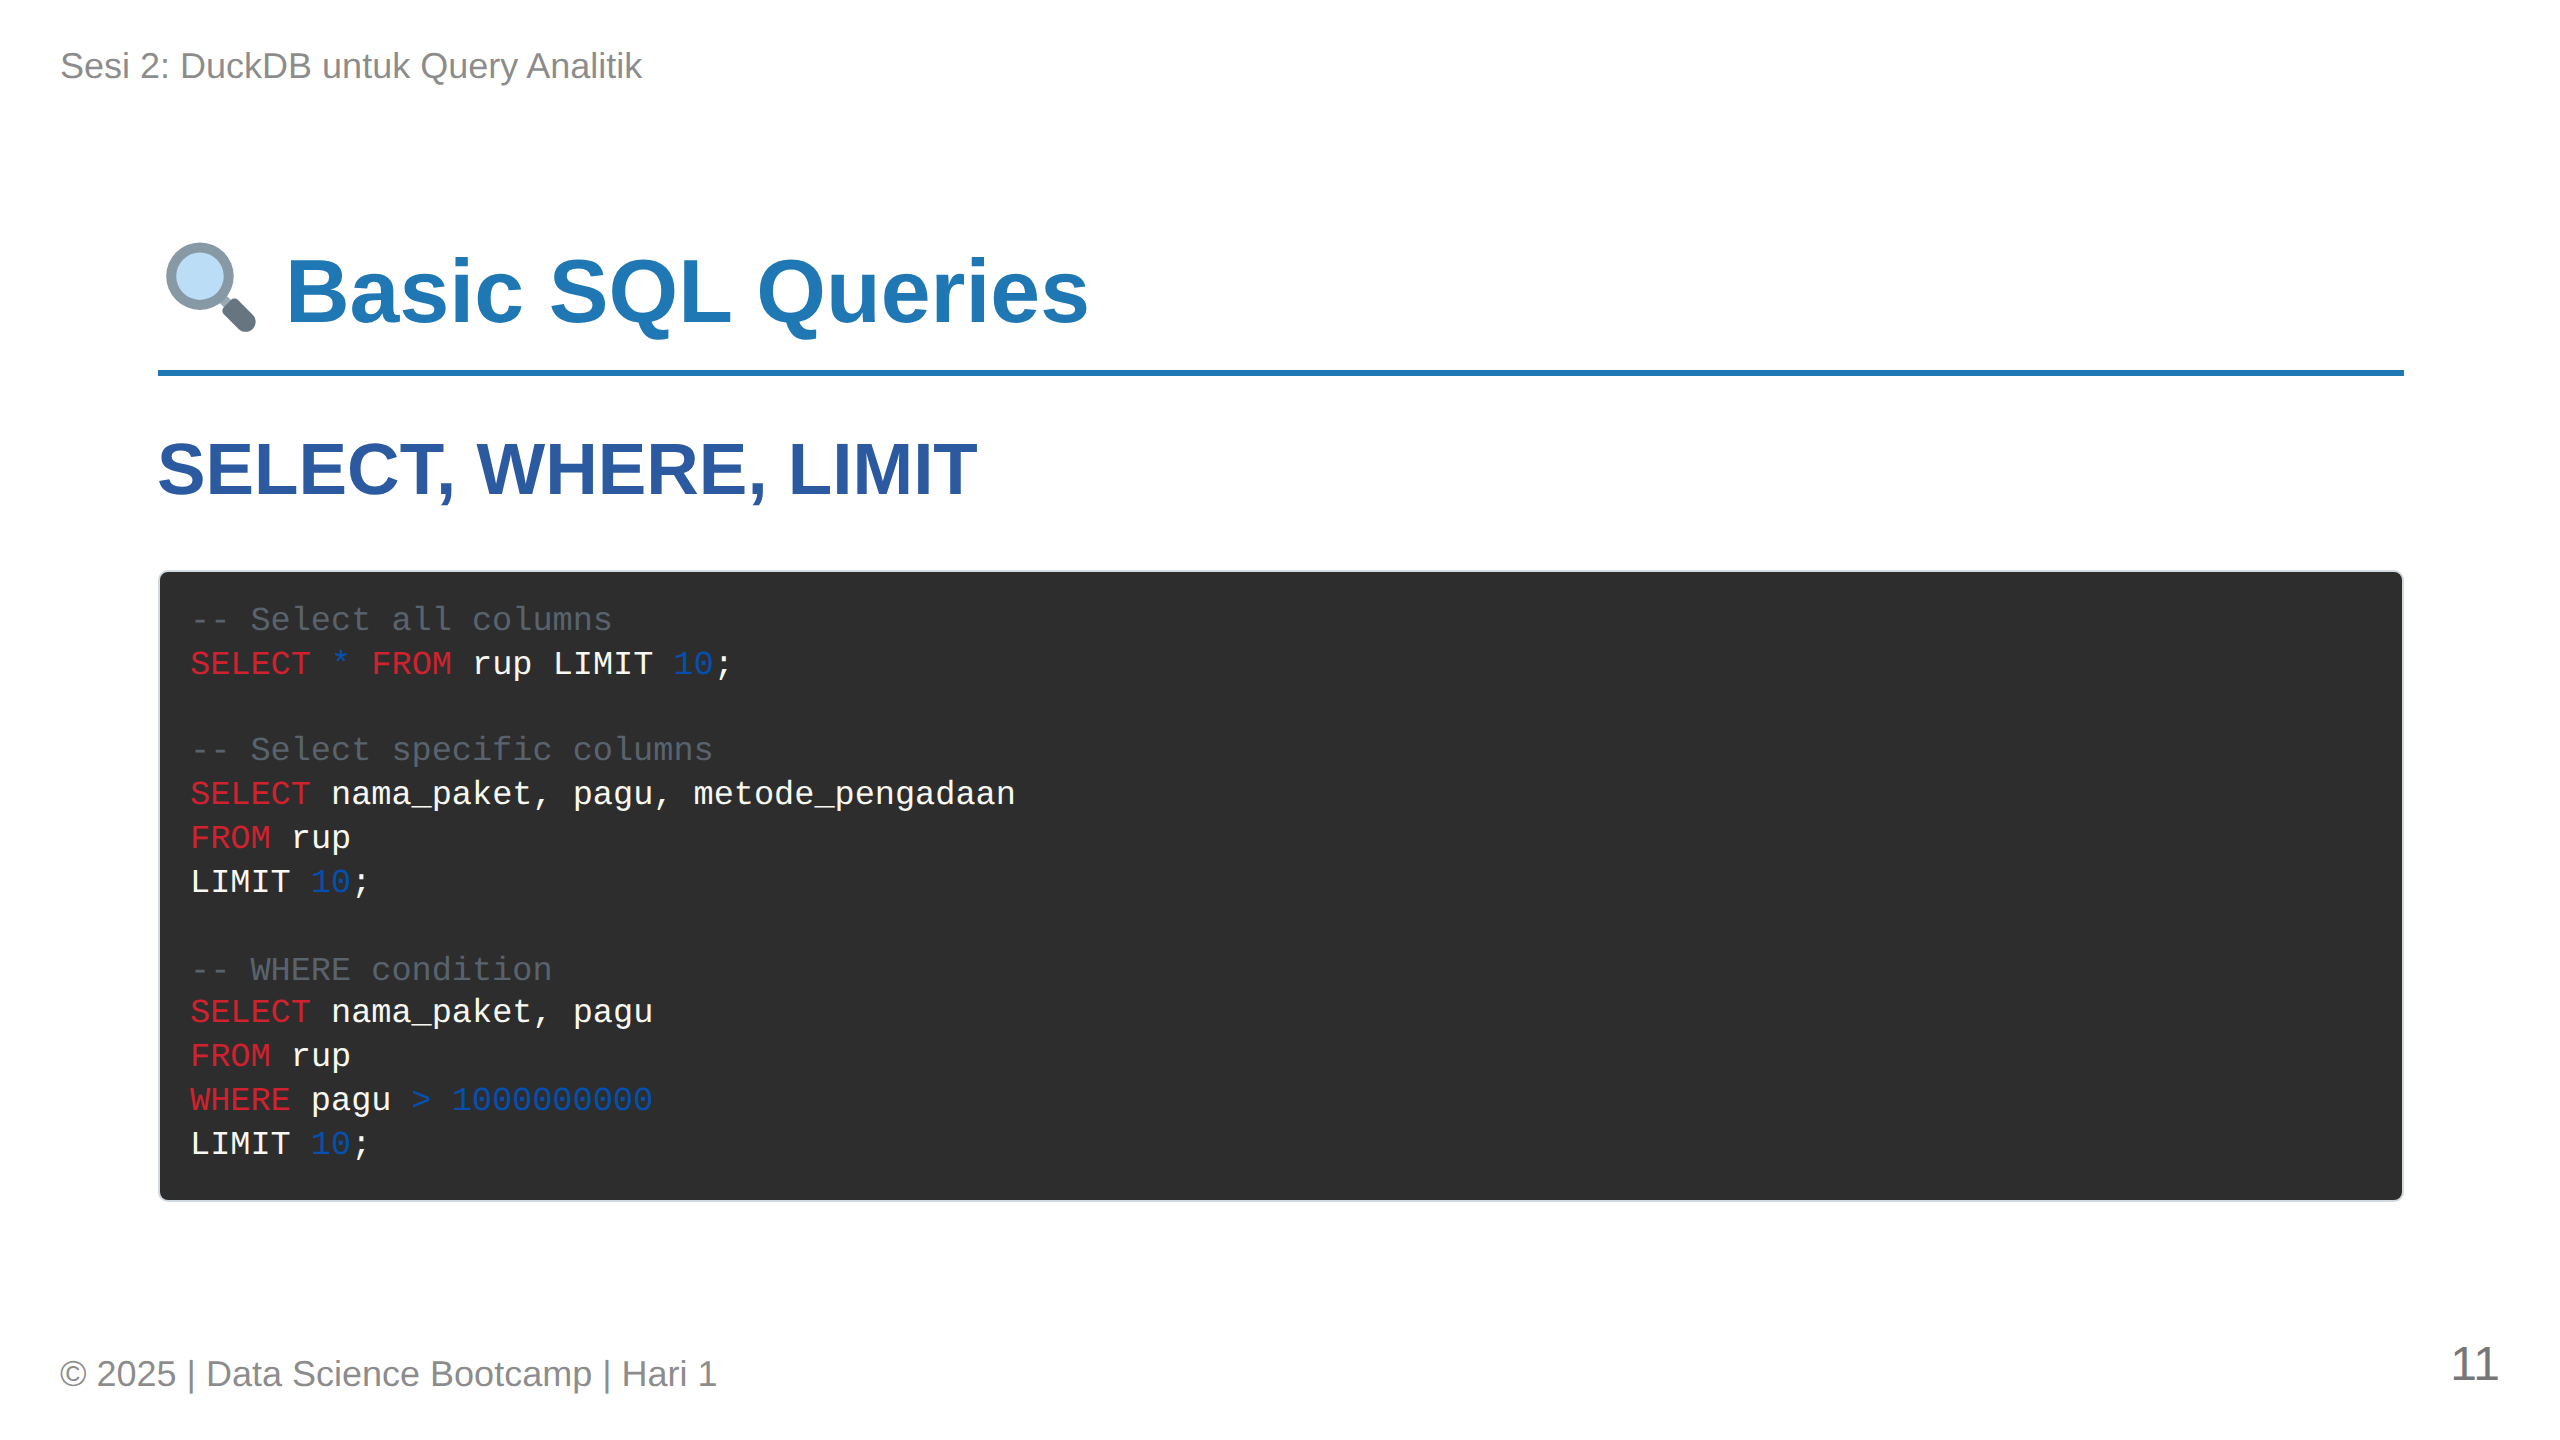 Sesi 2: DuckDB untuk Query Analitik
Basic SQL Queries
SELECT, WHERE, LIMIT
-- Select all columns
SELECT * FROM rup LIMIT 10;
-- Select specific columns
SELECT nama_paket, pagu, metode_pengadaan
FROM rup
LIMIT 10;
-- WHERE condition
SELECT nama_paket, pagu
FROM rup
WHERE pagu > 1000000000
LIMIT 10;
© 2025 | Data Science Bootcamp | Hari 1
11